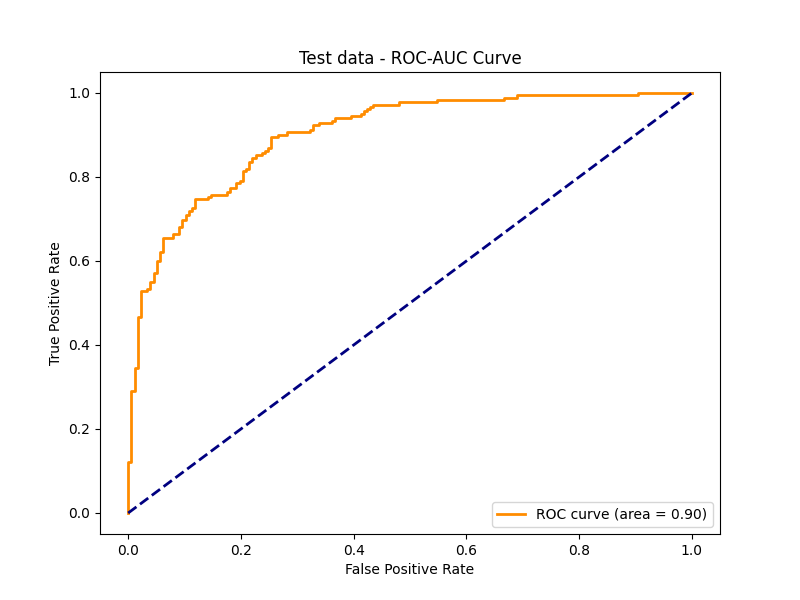 Test data - ROC-AUC Curve
True Positive Rate
1.0
0.8
0.6
0.4
0.2
0.0
ROC curve (area = 0.90)
0.0 0.2 0.4 0.6 0.8 1.0
False Positive Rate